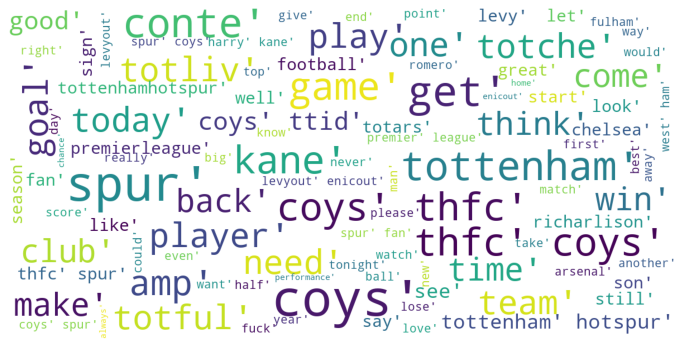 good' conte' play' one' levy' let' fulham'
give' end' point' way'
right' sign' levyout' spur' coys' harry' kane' totche' would'
totliv' top' football' romero' great' come'
goal' day' tottenhamhotspur' well' game' get' start' look'
today' coys' ttid' totars' think' chelsea' west' ham'
premierleague' know' premier' league' enicout' home' first'
season' fan' really' big' kane' never' tottenham' best' away'
chance' spur' back' levyout' enicout' man' match' win'
score' like' coys' please' thfc' richarlison'
club' could' player' spur' fan' thfc' coys' take' another'
thfc' spur' even' need' tonight' watch' time' arsenal'
amp' want' half' performance' ball' new' see' son' still'
make' coys' lose' team'
coys' spur' always' totful' fuck' year' say' love' tottenham' hotspur'